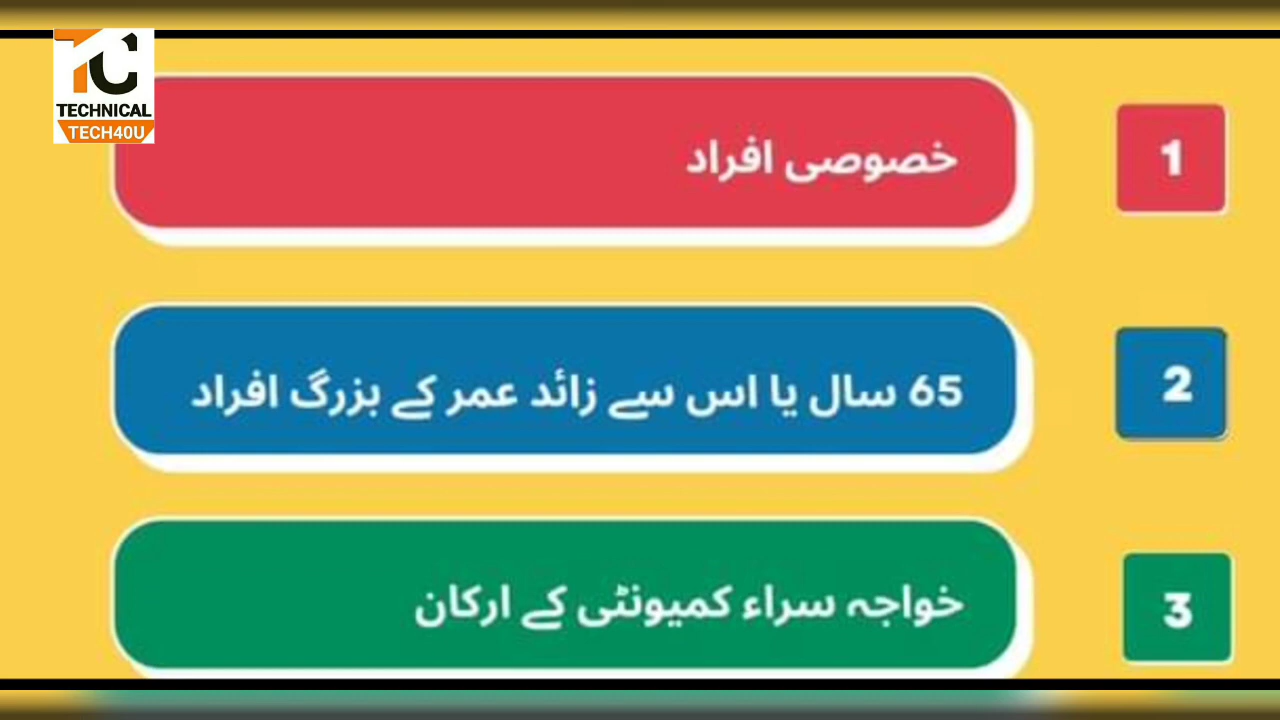 TC
TECHNICAL
TECH40U
خصوصی افراد
1
65 سال یا اس سے زائد عمر کے بزرگ افراد
2
خواجہ سراء کمیونٹی کے ارکان
3